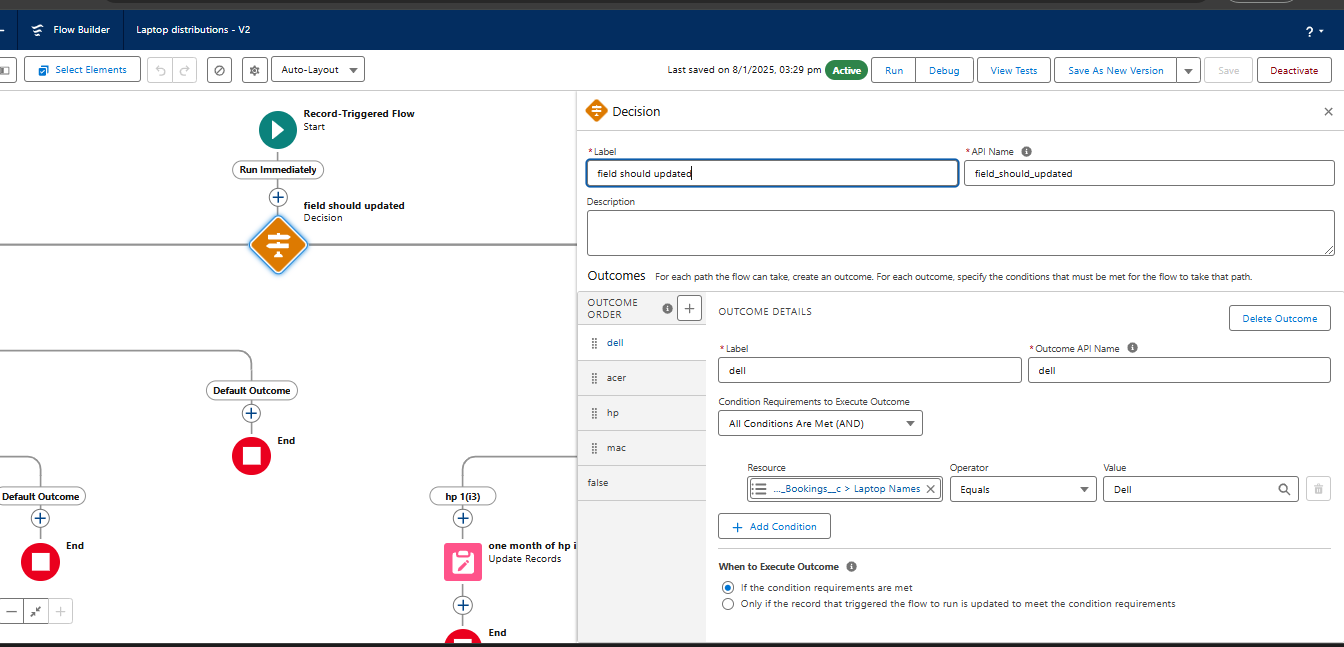 Flow Builder
Laptop distributions - V2
?
Select Elements
Auto-Layout
Last saved on 8/1/2025, 03:29 pm
Active
Run
Debug
View Tests
Save As New Version
Save
Deactivate
Record-Triggered Flow
Start
Run Immediately
field should updated
Decision
Default Outcome
End
Default Outcome
End
hp 1(i3)
one month of hp i
Update Records
End
Decision
* Label
field should updated
* API Name
field_should_updated
Description
Outcomes
For each path the flow can take, create an outcome. For each outcome, specify the conditions that must be met for the flow to take that path.
OUTCOME ORDER
dell
acer
hp
mac
false
OUTCOME DETAILS
Delete Outcome
* Label
dell
* Outcome API Name
dell
Condition Requirements to Execute Outcome
All Conditions Are Met (AND)
Resource
..._Bookings__c > Laptop Names
Operator
Equals
Value
Dell
+ Add Condition
When to Execute Outcome
If the condition requirements are met
Only if the record that triggered the flow to run is updated to meet the condition requirements